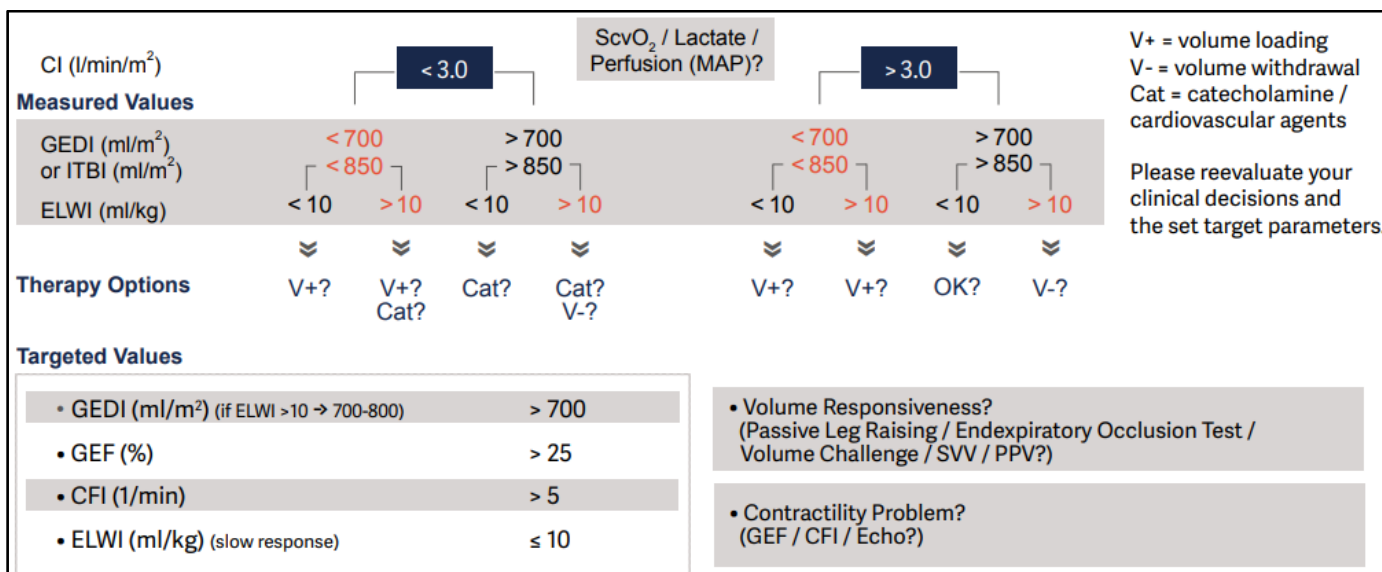 ScvO₂ / Lactate /
Perfusion (MAP)?
CI (l/min/m²)
< 3.0
> 3.0
V+ = volume loading
V- = volume withdrawal
Cat = catecholamine /
cardiovascular agents
Please reevaluate your
clinical decisions and
the set target parameters.
Measured Values
GEDI (ml/m²) < 700 > 700 < 700 > 700
or ITBI (ml/m²) < 850 > 850 < 850 > 850
ELWI (ml/kg) < 10 > 10 < 10 > 10 < 10 > 10 < 10 > 10
Therapy Options V+? V+? Cat? Cat? V+? V+? OK? V-?
Cat? V-?
Targeted Values
• GEDI (ml/m²) (if ELWI >10 → 700-800) > 700
• GEF (%) > 25
• CFI (1/min) > 5
• ELWI (ml/kg) (slow response) ≤ 10
• Volume Responsiveness?
(Passive Leg Raising / Endexpiratory Occlusion Test /
Volume Challenge / SVV / PPV?)
• Contractility Problem?
(GEF / CFI / Echo?)